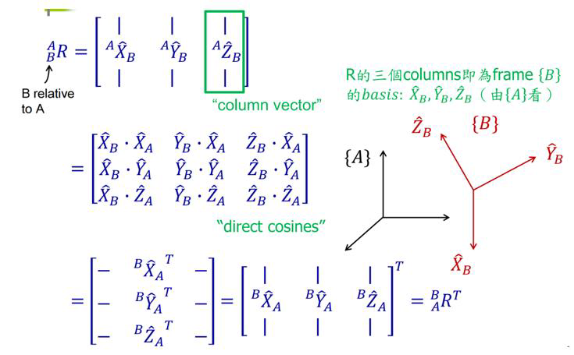 $^A_BR = \begin{bmatrix} | & | & | \\ ^A\hat{X}_B & ^A\hat{Y}_B & ^A\hat{Z}_B \\ | & | & | \end{bmatrix}$
B relative
to A
"column vector"
R的三個columns即為frame {B}
的basis: $\hat{X}_B, \hat{Y}_B, \hat{Z}_B$ (由{A}看)
$= \begin{bmatrix} \hat{X}_B \cdot \hat{X}_A & \hat{Y}_B \cdot \hat{X}_A & \hat{Z}_B \cdot \hat{X}_A \\ \hat{X}_B \cdot \hat{Y}_A & \hat{Y}_B \cdot \hat{Y}_A & \hat{Z}_B \cdot \hat{Y}_A \\ \hat{X}_B \cdot \hat{Z}_A & \hat{Y}_B \cdot \hat{Z}_A & \hat{Z}_B \cdot \hat{Z}_A \end{bmatrix}$
"direct cosines"
{A}
$\hat{Z}_B$ {B}
$\hat{Y}_B$
$\hat{X}_B$
$= \begin{bmatrix} - & ^B\hat{X}_A{}^T & - \\ - & ^B\hat{Y}_A{}^T & - \\ - & ^B\hat{Z}_A{}^T & - \end{bmatrix} = \begin{bmatrix} | & | & | \\ ^B\hat{X}_A & ^B\hat{Y}_A & ^B\hat{Z}_A \\ | & | & | \end{bmatrix}^T = {}^B_AR^T$